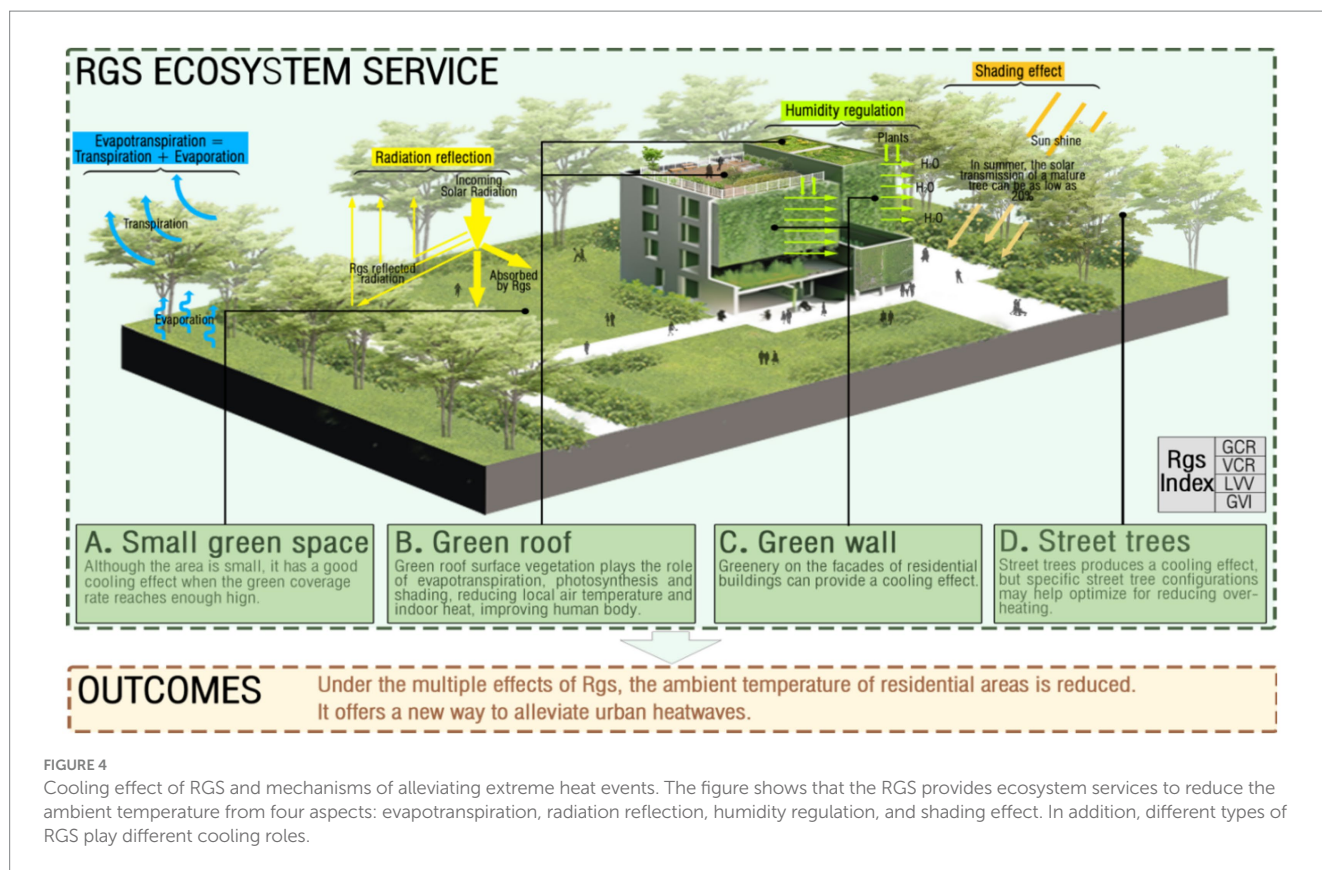 RGS ECOSYSTEM SERVICE
Evapotranspiration =
Transpiration + Evaporation
Transpiration
Evaporation
Radiation reflection
Incoming
Solar Radiation
Rgs reflected
radiation
Absorbed
by Rgs
Humidity regulation
Plants
H2O
H2O
H2O
Shading effect
Sun shine
In summer, the solar
transmission of a mature
tree can be as low as
20%
Rgs
Index
GCR
VCR
LVV
GVI
A. Small green space
Although the area is small, it has a good
cooling effect when the green coverage
rate reaches enough hign.
B. Green roof
Green roof surface vegetation plays the role
of evapotranspiration, photosynthesis and
shading, reducing local air temperature and
indoor heat, improving human body.
C. Green wall
Greenery on the facades of residential
buildings can provide a cooling effect.
D. Street trees
Street trees produces a cooling effect,
but specific street tree configurations
may help optimize for reducing over-
heating.
OUTCOMES
Under the multiple effects of Rgs, the ambient temperature of residential areas is reduced.
It offers a new way to alleviate urban heatwaves.
FIGURE 4
Cooling effect of RGS and mechanisms of alleviating extreme heat events. The figure shows that the RGS provides ecosystem services to reduce the
ambient temperature from four aspects: evapotranspiration, radiation reflection, humidity regulation, and shading effect. In addition, different types of
RGS play different cooling roles.